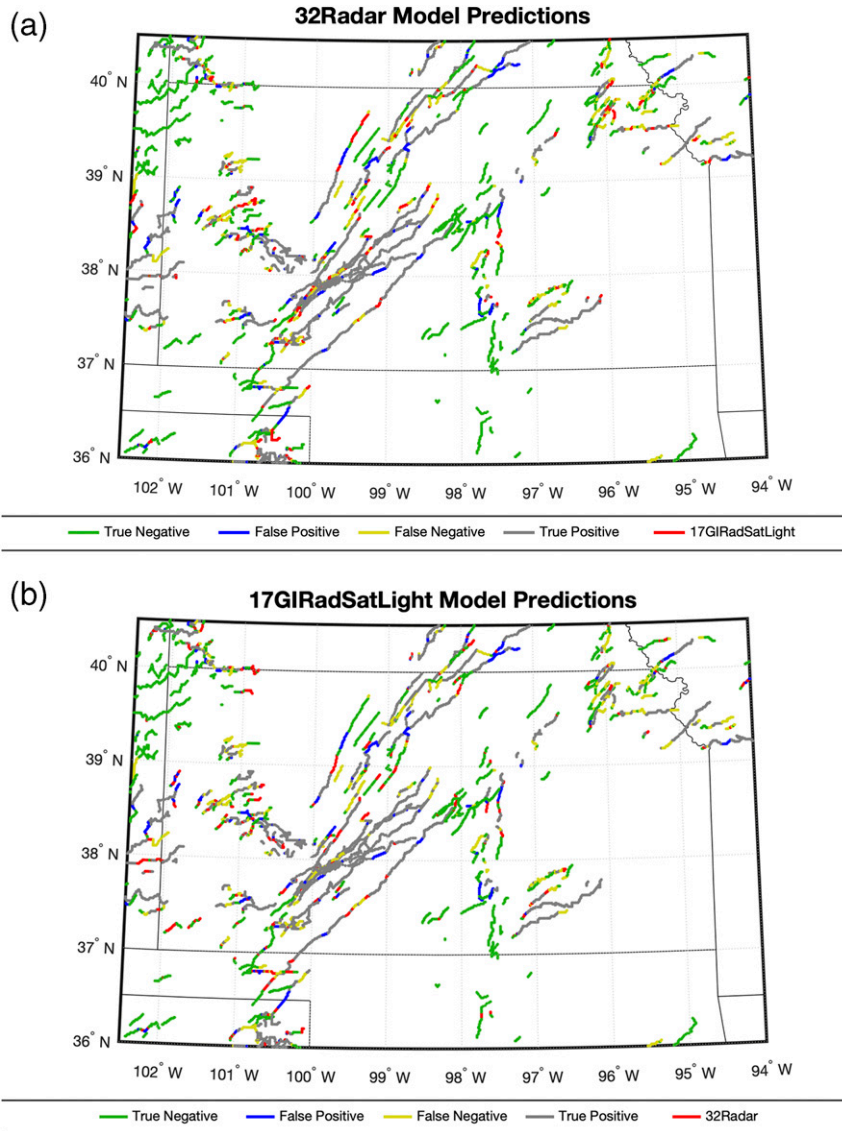 (a)
32Radar Model Predictions
40° N
39° N
38° N
37° N
36° N
102° W 101° W 100° W 99° W 98° W 97° W 96° W 95° W 94° W
True Negative False Positive False Negative True Positive 17GlRadSatLight
(b)
17GlRadSatLight Model Predictions
40° N
39° N
38° N
37° N
36° N
102° W 101° W 100° W 99° W 98° W 97° W 96° W 95° W 94° W
True Negative False Positive False Negative True Positive 32Radar